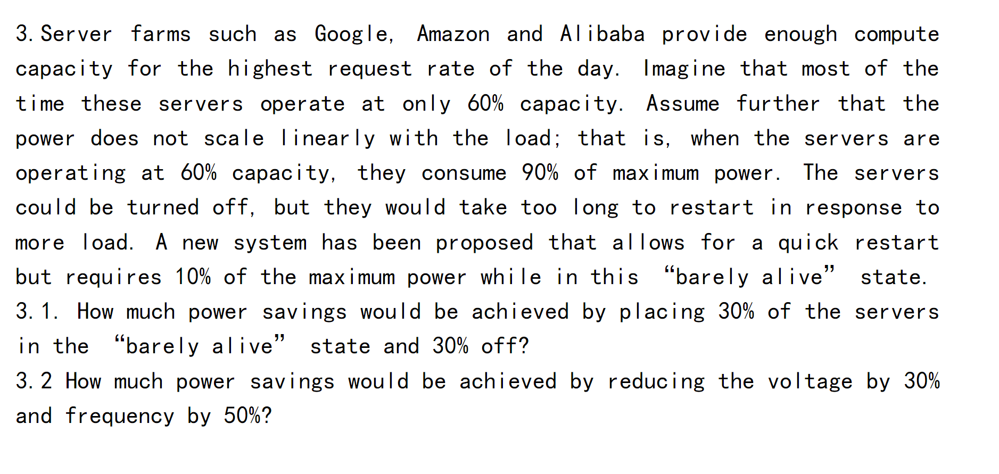 3. Server farms such as Google, Amazon and Alibaba provide enough compute
capacity for the highest request rate of the day. Imagine that most of the
time these servers operate at only 60% capacity. Assume further that the
power does not scale linearly with the load; that is, when the servers are
operating at 60% capacity, they consume 90% of maximum power. The servers
could be turned off, but they would take too long to restart in response to
more load. A new system has been proposed that allows for a quick restart
but requires 10% of the maximum power while in this “barely alive” state.
3.1. How much power savings would be achieved by placing 30% of the servers
in the “barely alive” state and 30% off?
3.2 How much power savings would be achieved by reducing the voltage by 30%
and frequency by 50%?